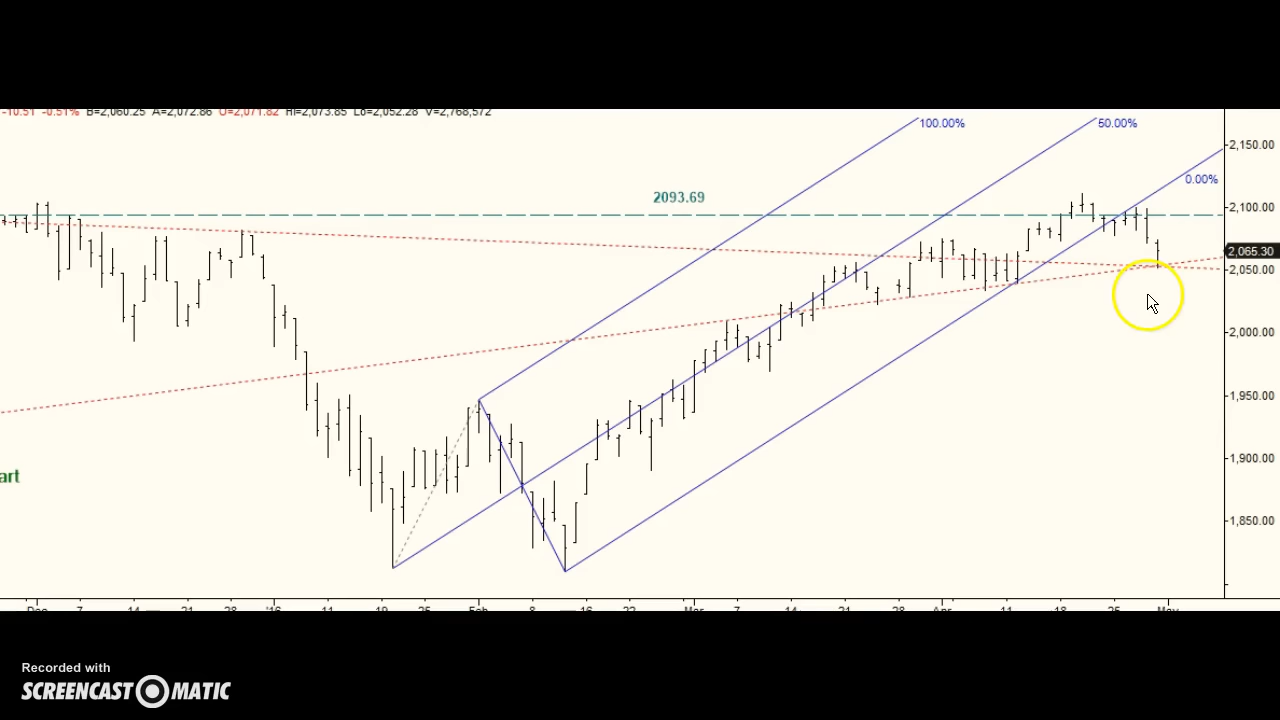 -10.51 -0.51% B=2,060.25 A=2,072.86 O=2,071.82 Hi=2,073.85 Lo=2,052.28 V=2,768,572
100.00%
50.00%
2,150.00
0.00%
2093.69
2,100.00
2,065.30
2,050.00
2,000.00
1,950.00
1,900.00
art
1,850.00
Dec 7 14 21 28 '16 11 19 25 Feb 8 16 22 Mar 7 14 21 28 Apr 11 18 25 May
Recorded with
SCREENCAST-O-MATIC